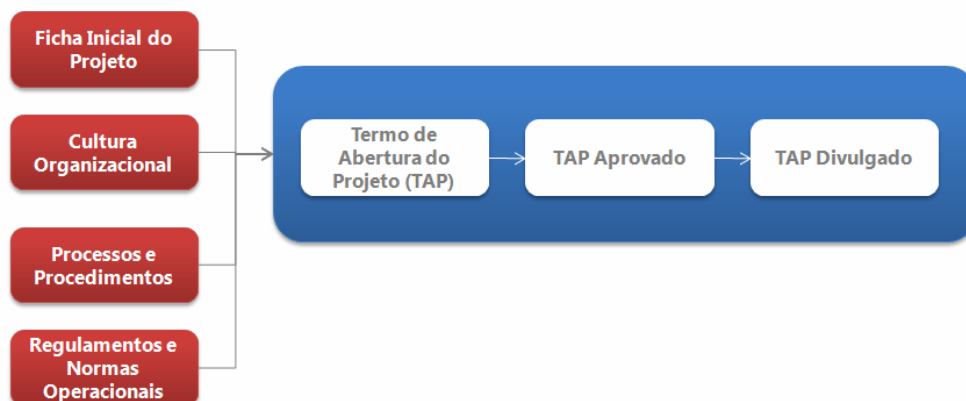 Ficha Inicial do
Projeto
Cultura
Organizacional
Processos e
Procedimentos
Regulamentos e
Normas
Operacionais
Termo de
Abertura do
Projeto (TAP)
TAP Aprovado
TAP Divulgado